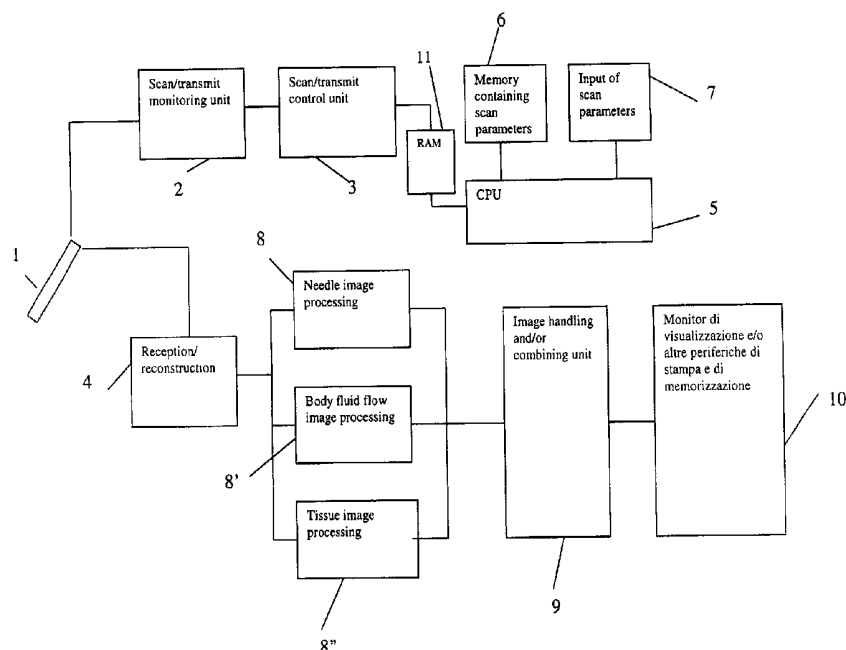 6
11
Scan/transmit
monitoring unit
Scan/transmit
control unit
Memory
containing
scan
parameters
Input of
scan
parameters
7
RAM
2
3
CPU
5
1
8
Needle image
processing
Image handling
and/or
combining unit
Monitor di
visualizzazione e/o
altre periferiche di
stampa e di
memorizzazione
Reception/
reconstruction
4
Body fluid flow
image processing
10
8'
Tissue image
processing
9
8"